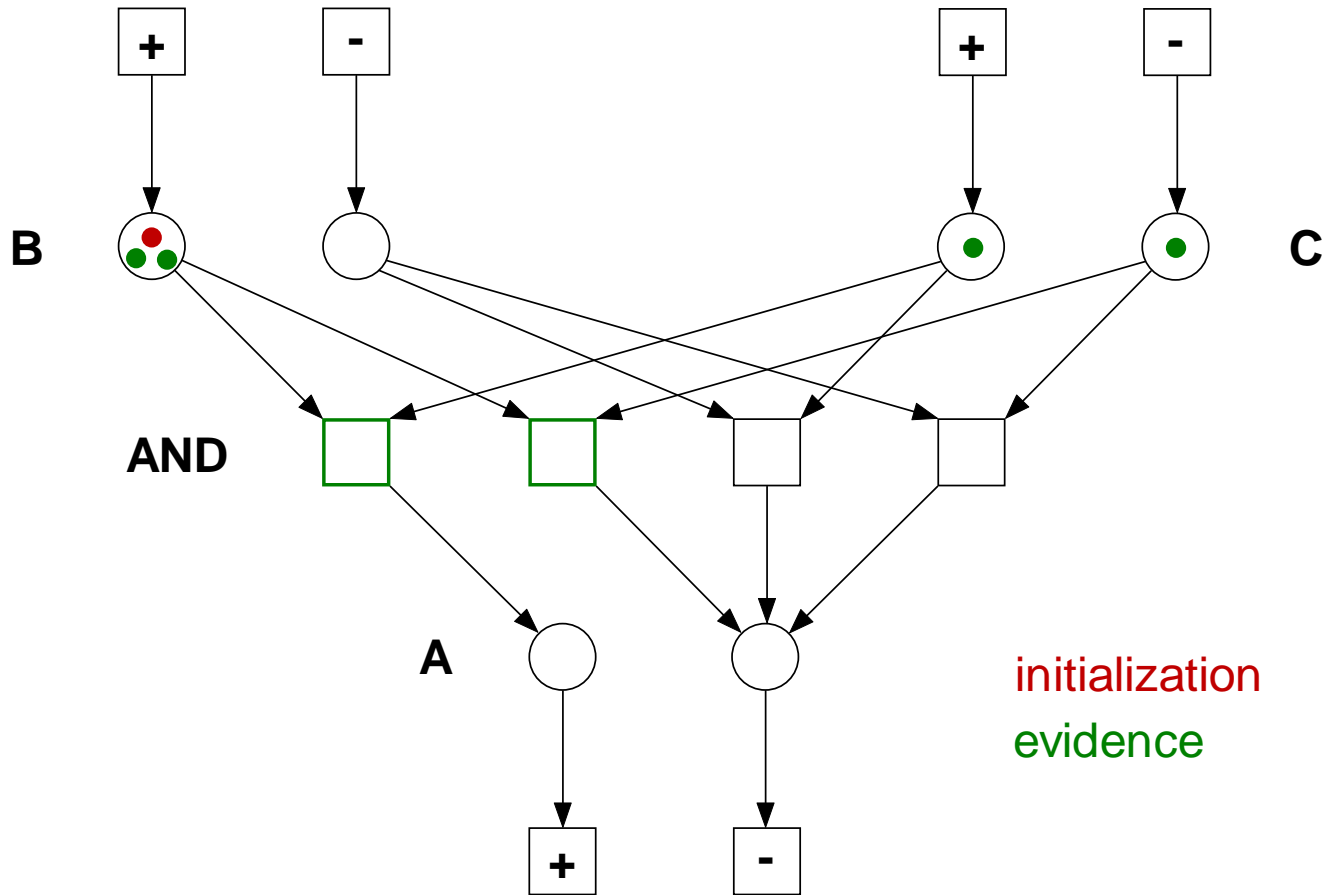 + - + -
B C
AND
A
initialization
evidence
+ -